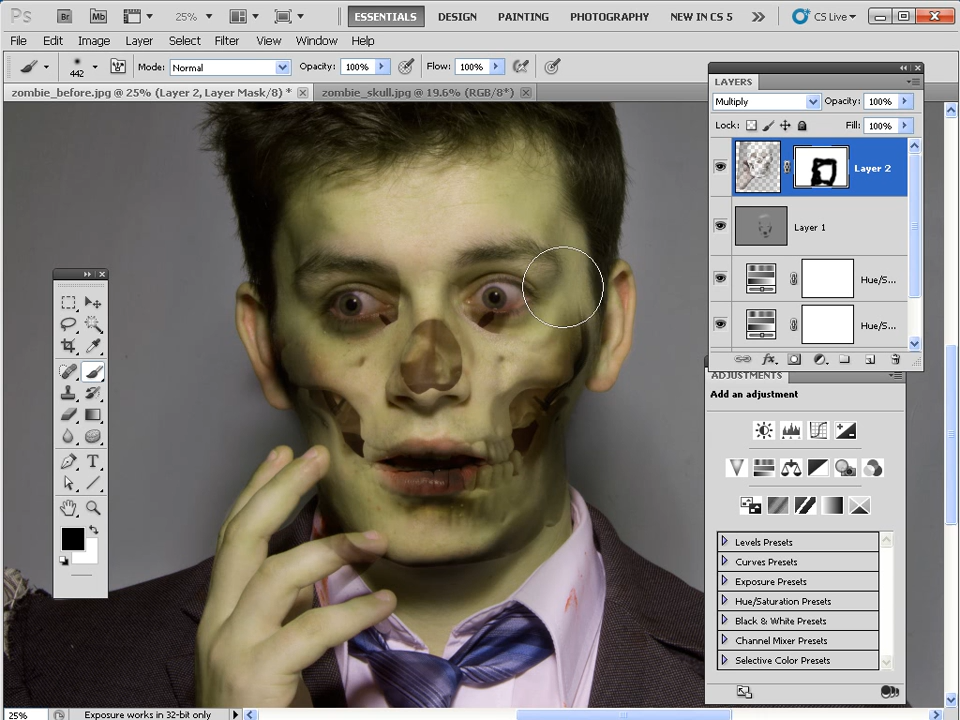 Ps Br Mb 25% ESSENTIALS DESIGN PAINTING PHOTOGRAPHY NEW IN CS 5 CS Live
File Edit Image Layer Select Filter View Window Help
442 Mode: Normal Opacity: 100% Flow: 100%
zombie_before.jpg @ 25% (Layer 2, Layer Mask/8) * zombie_skull.jpg @ 19.6% (RGB/8*)
LAYERS
Multiply Opacity: 100%
Lock: Fill: 100%
Layer 2
Layer 1
Hue/S...
Hue/S...
fx
ADJUSTMENTS
Add an adjustment
Levels Presets
Curves Presets
Exposure Presets
Hue/Saturation Presets
Black & White Presets
Channel Mixer Presets
Selective Color Presets
T
25% Exposure works in 32-bit only